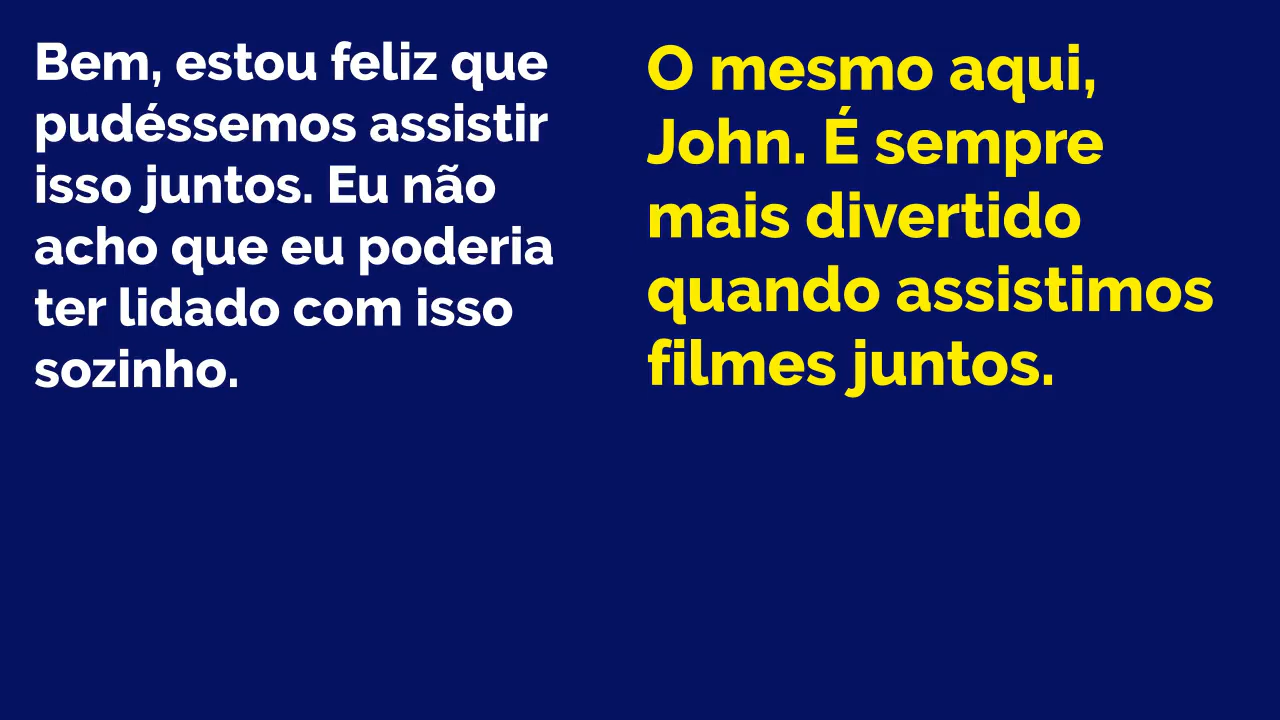 Bem, estou feliz que
pudéssemos assistir
isso juntos. Eu não
acho que eu poderia
ter lidado com isso
sozinho.
O mesmo aqui,
John. É sempre
mais divertido
quando assistimos
filmes juntos.